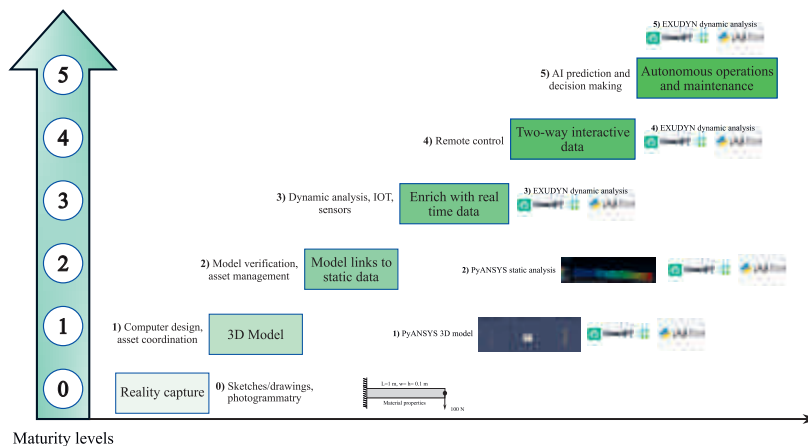 5) EXUDYN dynamic analysis
5
5) AI prediction and
decision making
Autonomous operations
and maintenance
4
4) Remote control
Two-way interactive
data
4) EXUDYN dynamic analysis
3
3) Dynamic analysis, IOT,
sensors
Enrich with real
time data
3) EXUDYN dynamic analysis
2
2) Model verification,
asset management
Model links to
static data
2) PyANSYS static analysis
1
1) Computer design,
asset coordination
3D Model
1) PyANSYS 3D model
0
Reality capture
0) Sketches/drawings,
photogrammatry
L=1 m, w= h= 0.1 m
Material properties
100 N
Maturity levels